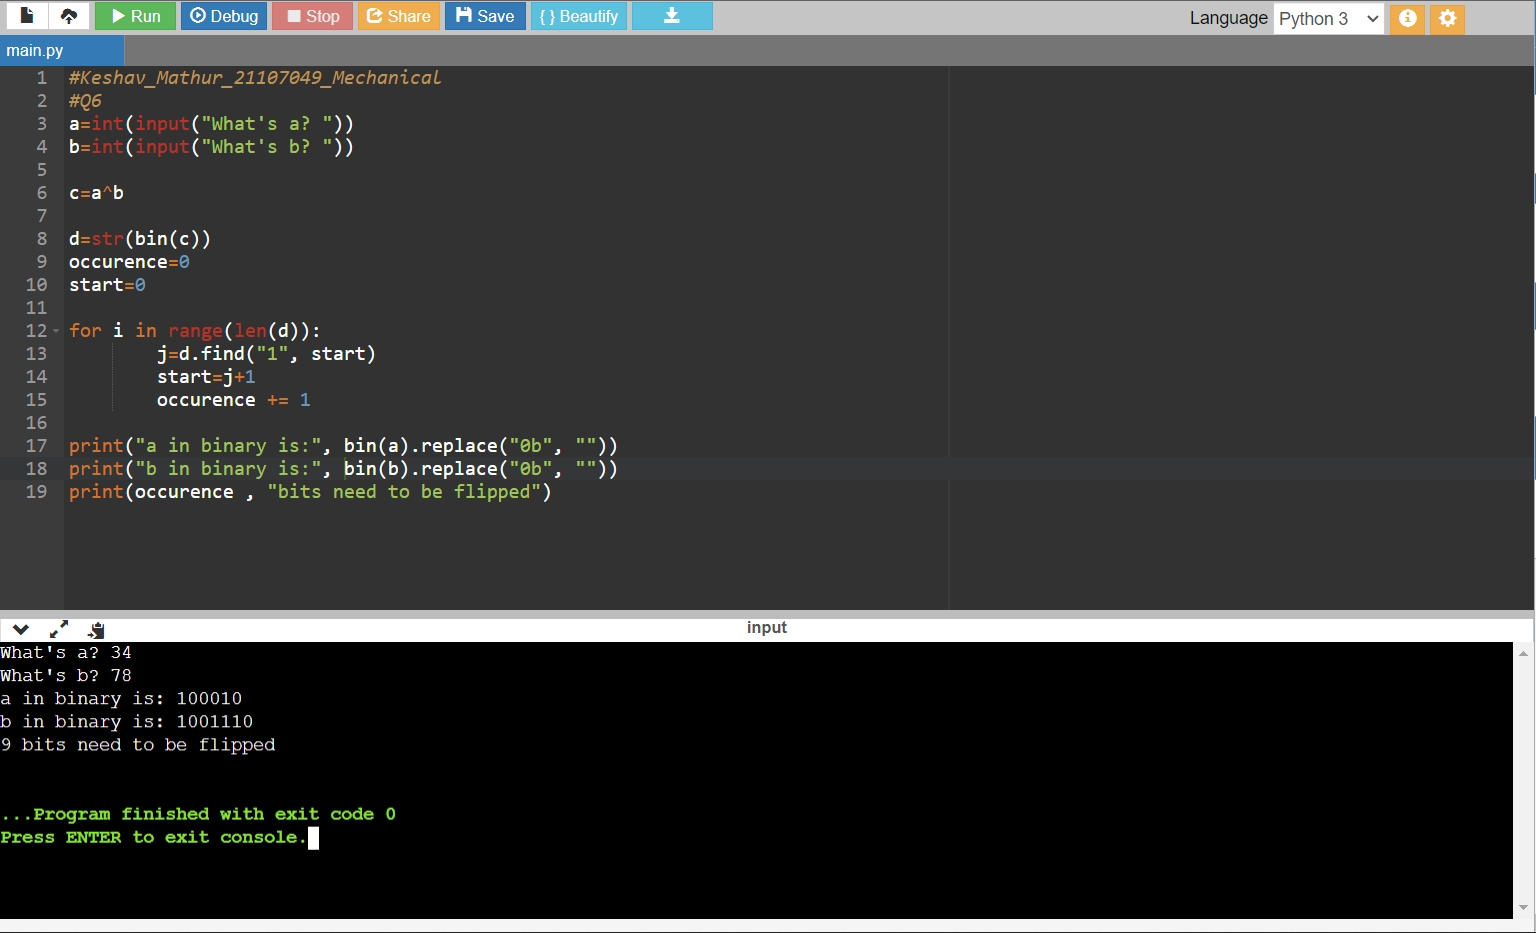 Run Debug Stop Share Save { } Beautify Language Python 3
main.py
1 #Keshav_Mathur_21107049_Mechanical
2 #Q6
3 a=int(input("What's a? "))
4 b=int(input("What's b? "))
5
6 c=a^b
7
8 d=str(bin(c))
9 occurence=0
10 start=0
11
12 for i in range(len(d)):
13 j=d.find("1", start)
14 start=j+1
15 occurence += 1
16
17 print("a in binary is:", bin(a).replace("0b", ""))
18 print("b in binary is:", bin(b).replace("0b", ""))
19 print(occurence , "bits need to be flipped")
input
What's a? 34
What's b? 78
a in binary is: 100010
b in binary is: 1001110
9 bits need to be flipped
...Program finished with exit code 0
Press ENTER to exit console.